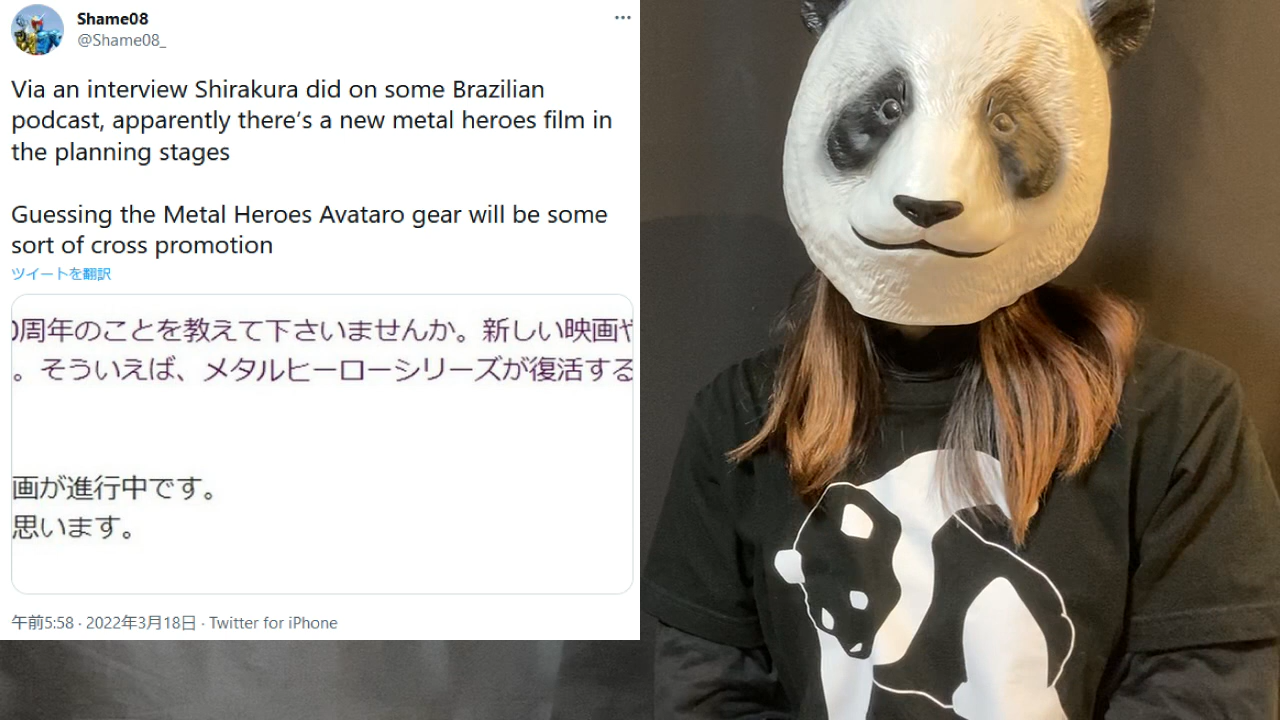 Shame08
@Shame08_
Via an interview Shirakura did on some Brazilian
podcast, apparently there's a new metal heroes film in
the planning stages
Guessing the Metal Heroes Avataro gear will be some
sort of cross promotion
ツイートを翻訳
周年のことを教えて下さいませんか。新しい映画や
。そういえば、メタルヒーローシリーズが復活する
画が進行中です。
思います。
午前5:58 · 2022年3月18日 · Twitter for iPhone